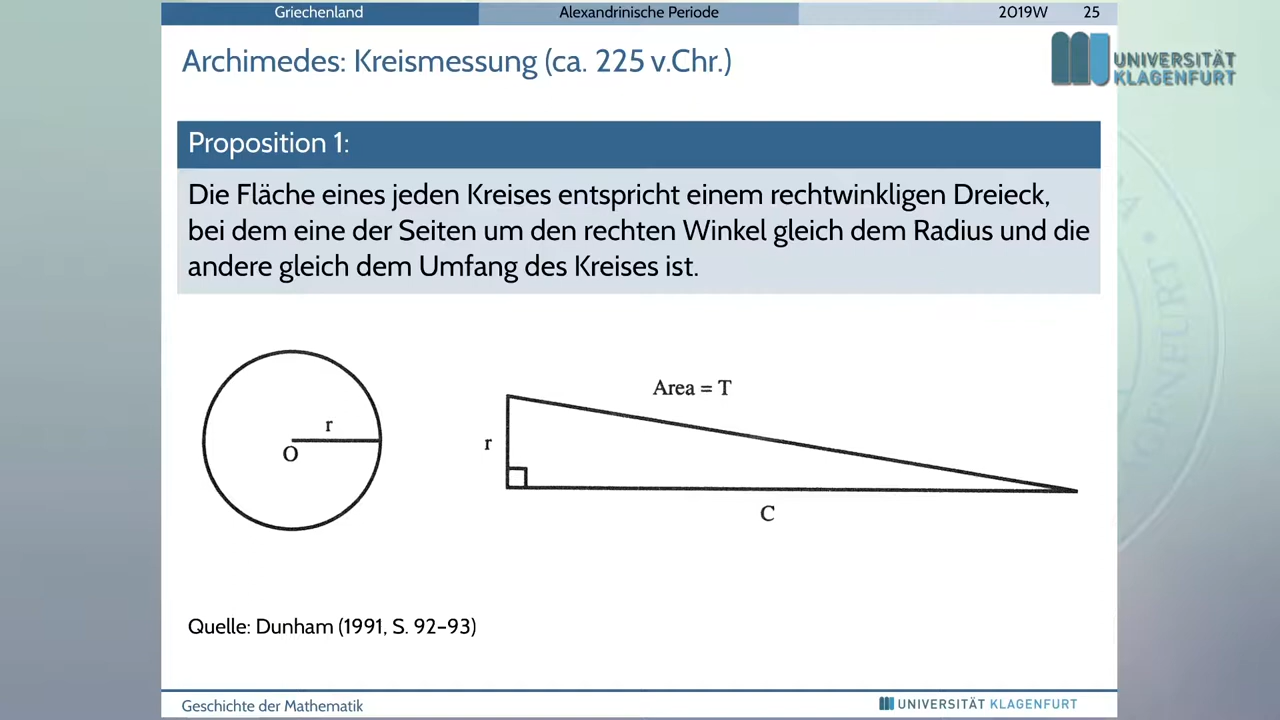 Griechenland
Alexandrinische Periode
2019W 25
Archimedes: Kreismessung (ca. 225 v.Chr.)
UNIVERSITÄT
KLAGENFURT
Proposition 1:
Die Fläche eines jeden Kreises entspricht einem rechtwinkligen Dreieck,
bei dem eine der Seiten um den rechten Winkel gleich dem Radius und die
andere gleich dem Umfang des Kreises ist.
r
O
Area = T
r
C
Quelle: Dunham (1991, S. 92–93)
Geschichte der Mathematik
UNIVERSITÄT KLAGENFURT